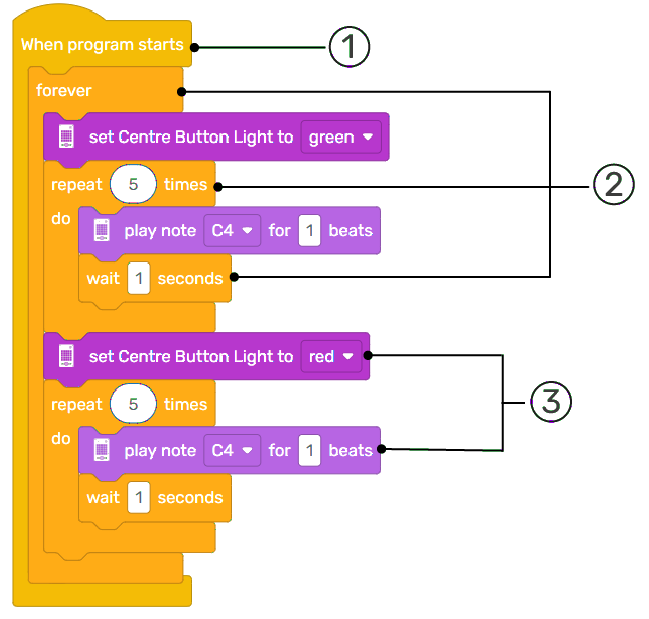 When program starts
1
forever
set Centre Button Light to green
repeat 5 times
2
do
play note C4 for 1 beats
wait 1 seconds
set Centre Button Light to red
repeat 5 times
3
do
play note C4 for 1 beats
wait 1 seconds